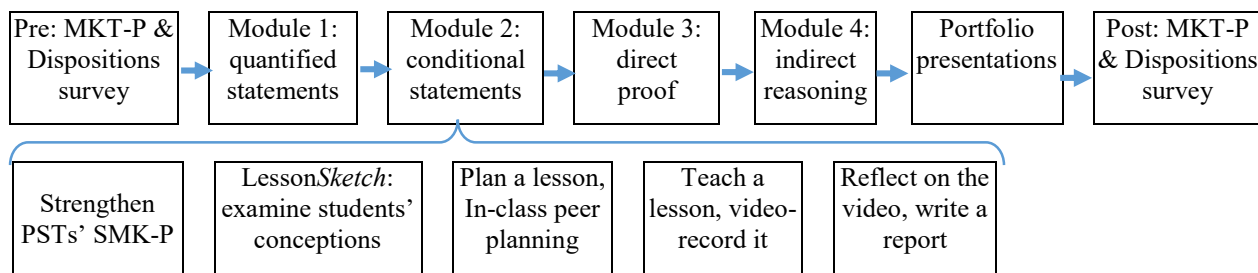 Pre: MKT-P &
Dispositions
survey
Module 1:
quantified
statements
Module 2:
conditional
statements
Module 3:
direct
proof
Module 4:
indirect
reasoning
Portfolio
presentations
Post: MKT-P
& Dispositions
survey
Strengthen
PSTs’ SMK-P
LessonSketch:
examine students’
conceptions
Plan a lesson,
In-class peer
planning
Teach a
lesson, video-
record it
Reflect on the
video, write a
report